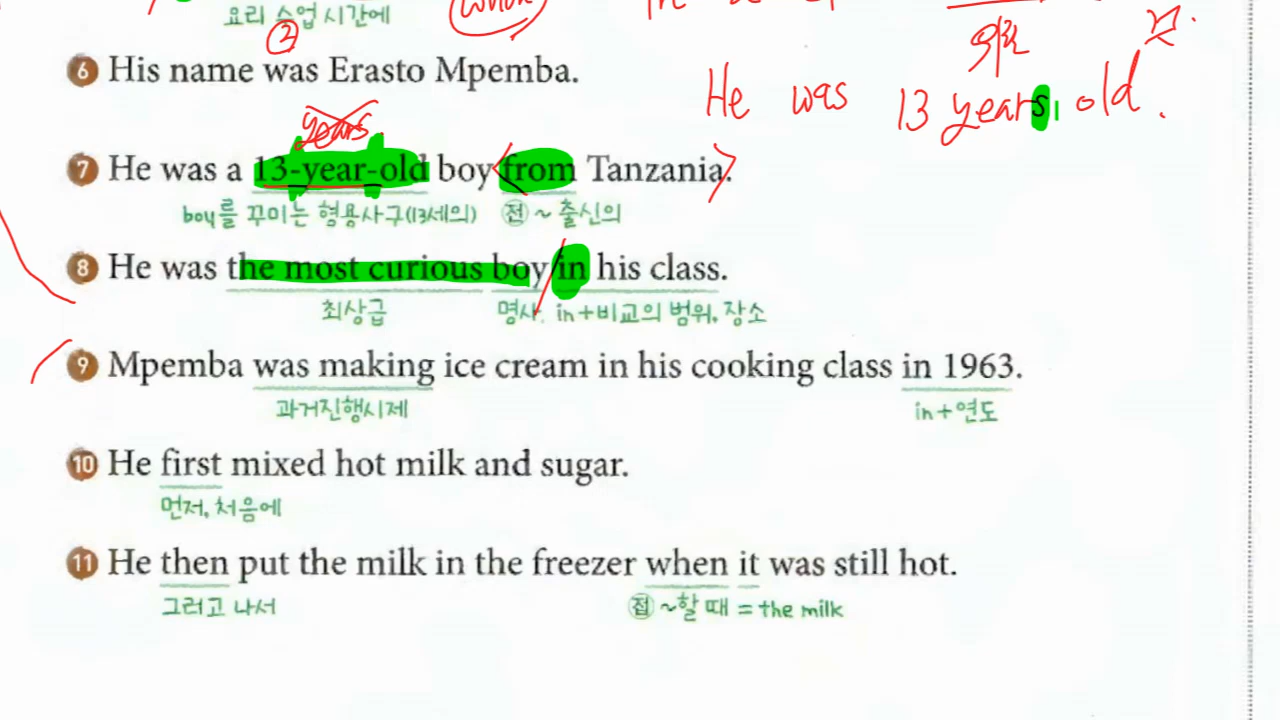 요리 수업 시간에
②
⑥ His name was Erasto Mpemba.
He was 13 years old.
years.
⑦ He was a 13-year-old boy from Tanzania.
boy를 꾸미는 형용사구(13세의) 전 ~ 출신의
⑧ He was the most curious boy in his class.
최상급 명사. in+비교의 범위, 장소
⑨ Mpemba was making ice cream in his cooking class in 1963.
과거진행시제 in+연도
⑩ He first mixed hot milk and sugar.
먼저, 처음에
⑪ He then put the milk in the freezer when it was still hot.
그러고 나서 접 ~할 때 = the milk